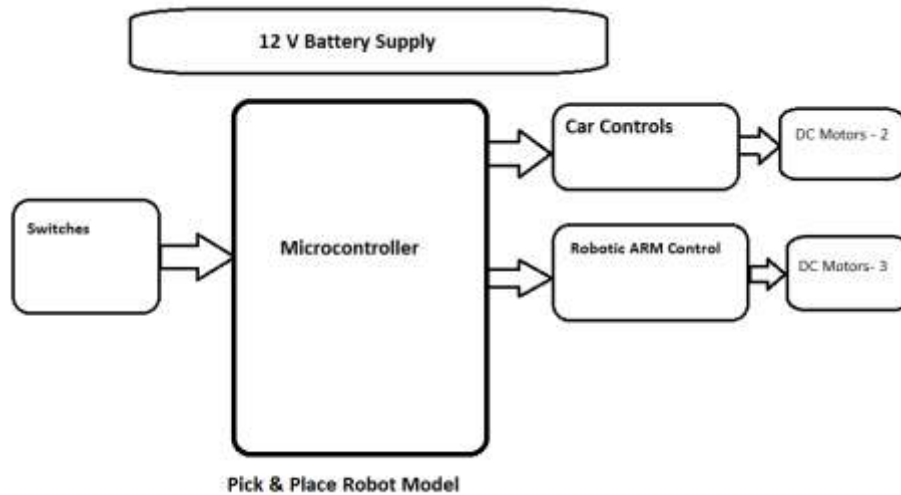 12 V Battery Supply
Car Controls
DC Motors - 2
Switches
Microcontroller
Robotic ARM Control
DC Motors- 3
Pick & Place Robot Model